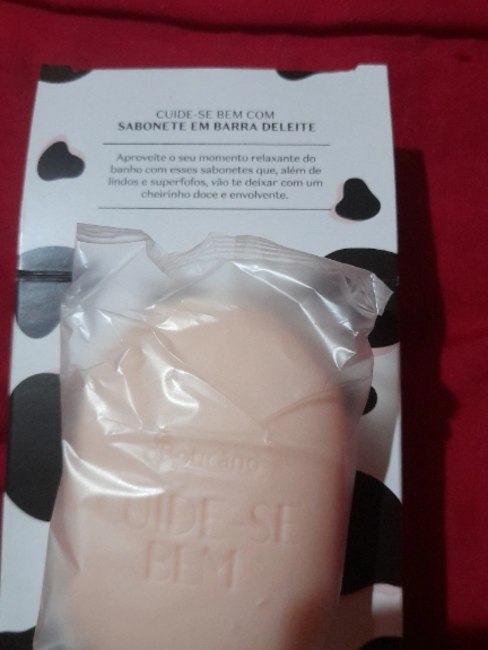 CUIDE-SE BEM COM
SABONETE EM BARRA DELEITE
Aproveite o seu momento relaxante do
banho com esses sabonetes que, além de
lindos e superfofos, vão te deixar com um
cheirinho doce e envolvente.
oBoticário
CUIDE-SE
BEM